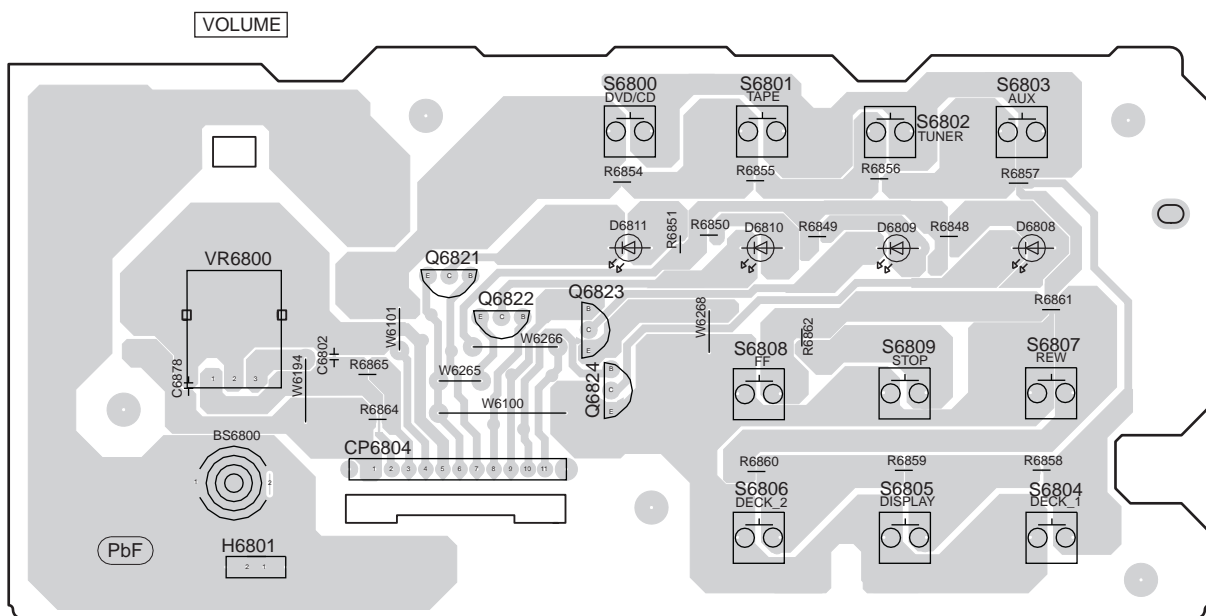 VOLUME
S6800
DVD/CD
S6801
TAPE
S6802
TUNER
S6803
AUX
R6854
R6855
R6856
R6857
D6811
R6851
R6850
D6810
R6849
D6809
R6848
D6808
VR6800
Q6821
E C B
Q6822
E C B
Q6823
B
C
E
W6101
W6266
W6268
R6862
R6861
C6878
1 2 3
W6194
C6802
R6865
W6265
Q6824
B
C
E
S6808
FF
S6809
STOP
S6807
REW
R6864
W6100
BS6800
1 2
CP6804
1 2 3 4 5 6 7 8 9 10 11
R6860
R6859
R6858
S6806
DECK_2
S6805
DISPLAY
S6804
DECK_1
PbF
H6801
2 1